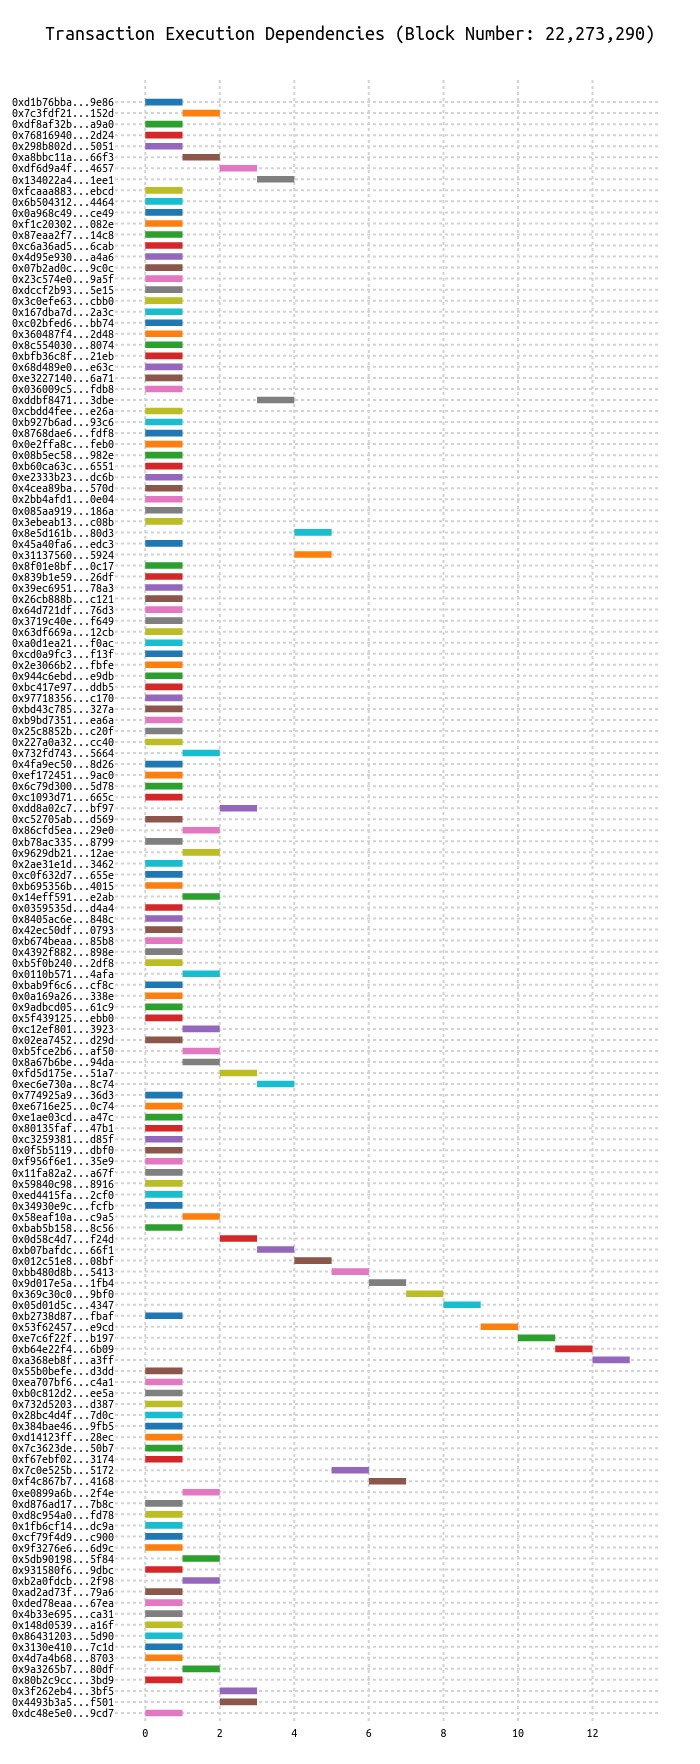 Transaction Execution Dependencies (Block Number: 22,273,290)
0xd1b76bba...9e86
0x7c3fdf21...152d
0xdf8af32b...a9a0
0x76816940...2d24
0x298b802d...5051
0xa8bbc11a...66f3
0xdf6d9a4f...4657
0x134022a4...1ee1
0xfcaaa883...ebcd
0x6b504312...4464
0x0a968c49...ce49
0xf1c20302...082e
0x87eaa2f7...14c8
0xc6a36ad5...6cab
0x4d95e930...a4a6
0x07b2ad0c...9c0c
0x23c574e0...9a5f
0xdccf2b93...5e15
0x3c0efe63...cbb0
0x167dba7d...2a3c
0xc02bfed6...bb74
0x360487f4...2d48
0x8c554030...8074
0xbfb36c8f...21eb
0x68d489e0...e63c
0xe3227140...6a71
0x036009c5...fdb8
0xddbf8471...3dbe
0xcbdd4fee...e26a
0xb927b6ad...93c6
0x8768dae6...fdf8
0x0e2ffa8c...feb0
0x08b5ec58...982e
0xb60ca63c...6551
0xe2333b23...dc6b
0x4cea89ba...570d
0x2bb4afd1...0e04
0x085aa919...186a
0x3ebeab13...c08b
0x8e5d161b...80d3
0x45a40fa6...edc3
0x31137560...5924
0x8f01e8bf...0c17
0x839b1e59...26df
0x39ec6951...78a3
0x26cb888b...c121
0x64d721df...76d3
0x3719c40e...f649
0x63df669a...12cb
0xa0d1ea21...f0ac
0xcd0a9fc3...f13f
0x2e3066b2...fbfe
0x944c6ebd...e9db
0xbc417e97...ddb5
0x97718356...c170
0xbd43c785...327a
0xb9bd7351...ea6a
0x25c8852b...c20f
0x227a0a32...cc40
0x732fd743...5664
0x4fa9ec50...8d26
0xef172451...9ac0
0x6c79d300...5d78
0xc1093d71...665c
0xdd8a02c7...bf97
0xc52705ab...d569
0x86cfd5ea...29e0
0xb78ac335...8799
0x9629db21...12ae
0x2ae31e1d...3462
0xc0f632d7...655e
0xb695356b...4015
0x14eff591...e2ab
0x0359535d...d4a4
0x8405ac6e...848c
0x42ec50df...0793
0xb674beaa...85b8
0x4392f882...898e
0xb5f0b240...2df8
0x0110b571...4afa
0xbab9f6c6...cf8c
0x0a169a26...338e
0x9adbcd05...61c9
0x5f439125...ebb0
0xc12ef801...3923
0x02ea7452...d29d
0xb5fce2b6...af50
0x8a67b6be...94da
0xfd5d175e...51a7
0xec6e730a...8c74
0x774925a9...36d3
0xe6716e25...0c74
0xe1ae03cd...a47c
0x80135faf...47b1
0xc3259381...d85f
0x0f5b5119...dbf0
0xf956f6e1...35e9
0x11fa82a2...a67f
0x59840c98...8916
0xed4415fa...2cf0
0x34930e9c...fcfb
0x58eaf10a...c9a5
0xbab5b158...8c56
0x0d58c4d7...f24d
0xb07bafdc...66f1
0x012c51e8...08bf
0xbb480d8b...5413
0x9d017e5a...1fb4
0x369c30c0...9bf0
0x05d01d5c...4347
0xb2738d87...fbaf
0x53f62457...e9cd
0xe7c6f22f...b197
0xb64e22f4...6b09
0xa368eb8f...a3ff
0x55b0befe...d3dd
0xea707bf6...c4a1
0xb0c812d2...ee5a
0x732d5203...d387
0x28bc4d4f...7d0c
0x384bae46...9fb5
0xd14123ff...28ec
0x7c3623de...50b7
0xf67ebf02...3174
0x7c0e525b...5172
0xf4c867b7...4168
0xe0899a6b...2f4e
0xd876ad17...7b8c
0xd8c954a0...fd78
0x1fb6cf14...dc9a
0xcf79f4d9...c900
0x9f3276e6...6d9c
0x5db90198...5f84
0x931580f6...9dbc
0xb2a0fdcb...2f98
0xad2ad73f...79a6
0xded78eaa...67ea
0x4b33e695...ca31
0x148d0539...a16f
0x86431203...5d90
0x3130e410...7c1d
0x4d7a4b68...8703
0x9a3265b7...80df
0x80b2c9cc...3bd9
0x3f262eb4...3bf5
0x4493b3a5...f501
0xdc48e5e0...9cd7
0 2 4 6 8 10 12